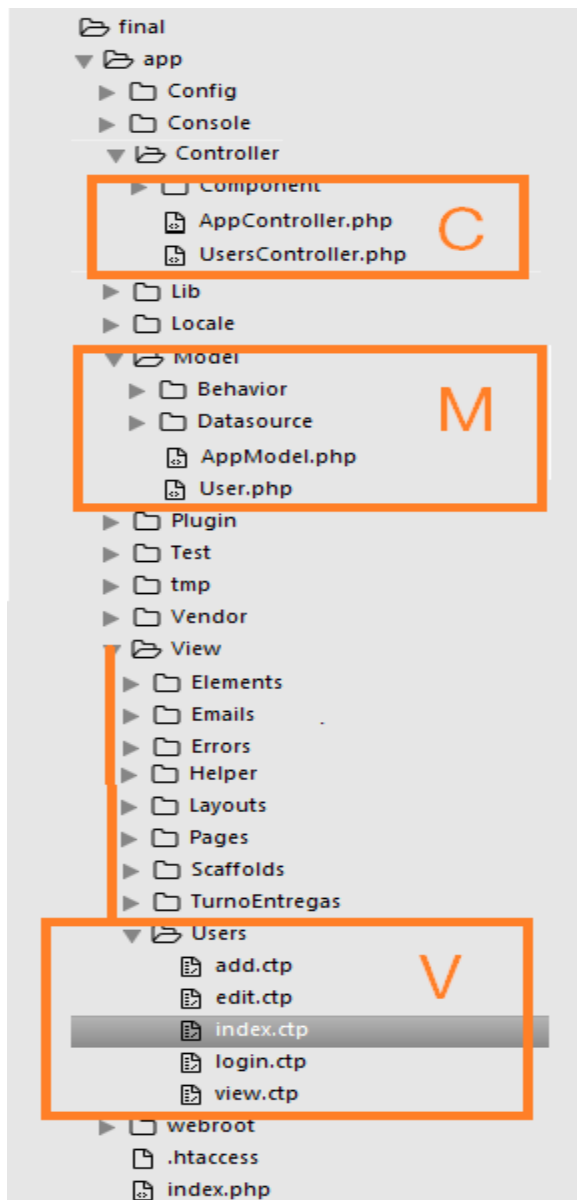 final
app
Config
Console
Controller
Component
AppController.php
C
UsersController.php
Lib
Locale
Model
Behavior
M
Datasource
AppModel.php
User.php
Plugin
Test
tmp
Vendor
View
Elements
Emails
Errors
Helper
Layouts
Pages
Scaffolds
TurnoEntregas
Users
add.ctp
V
edit.ctp
index.ctp
login.ctp
view.ctp
webroot
.htaccess
index.php